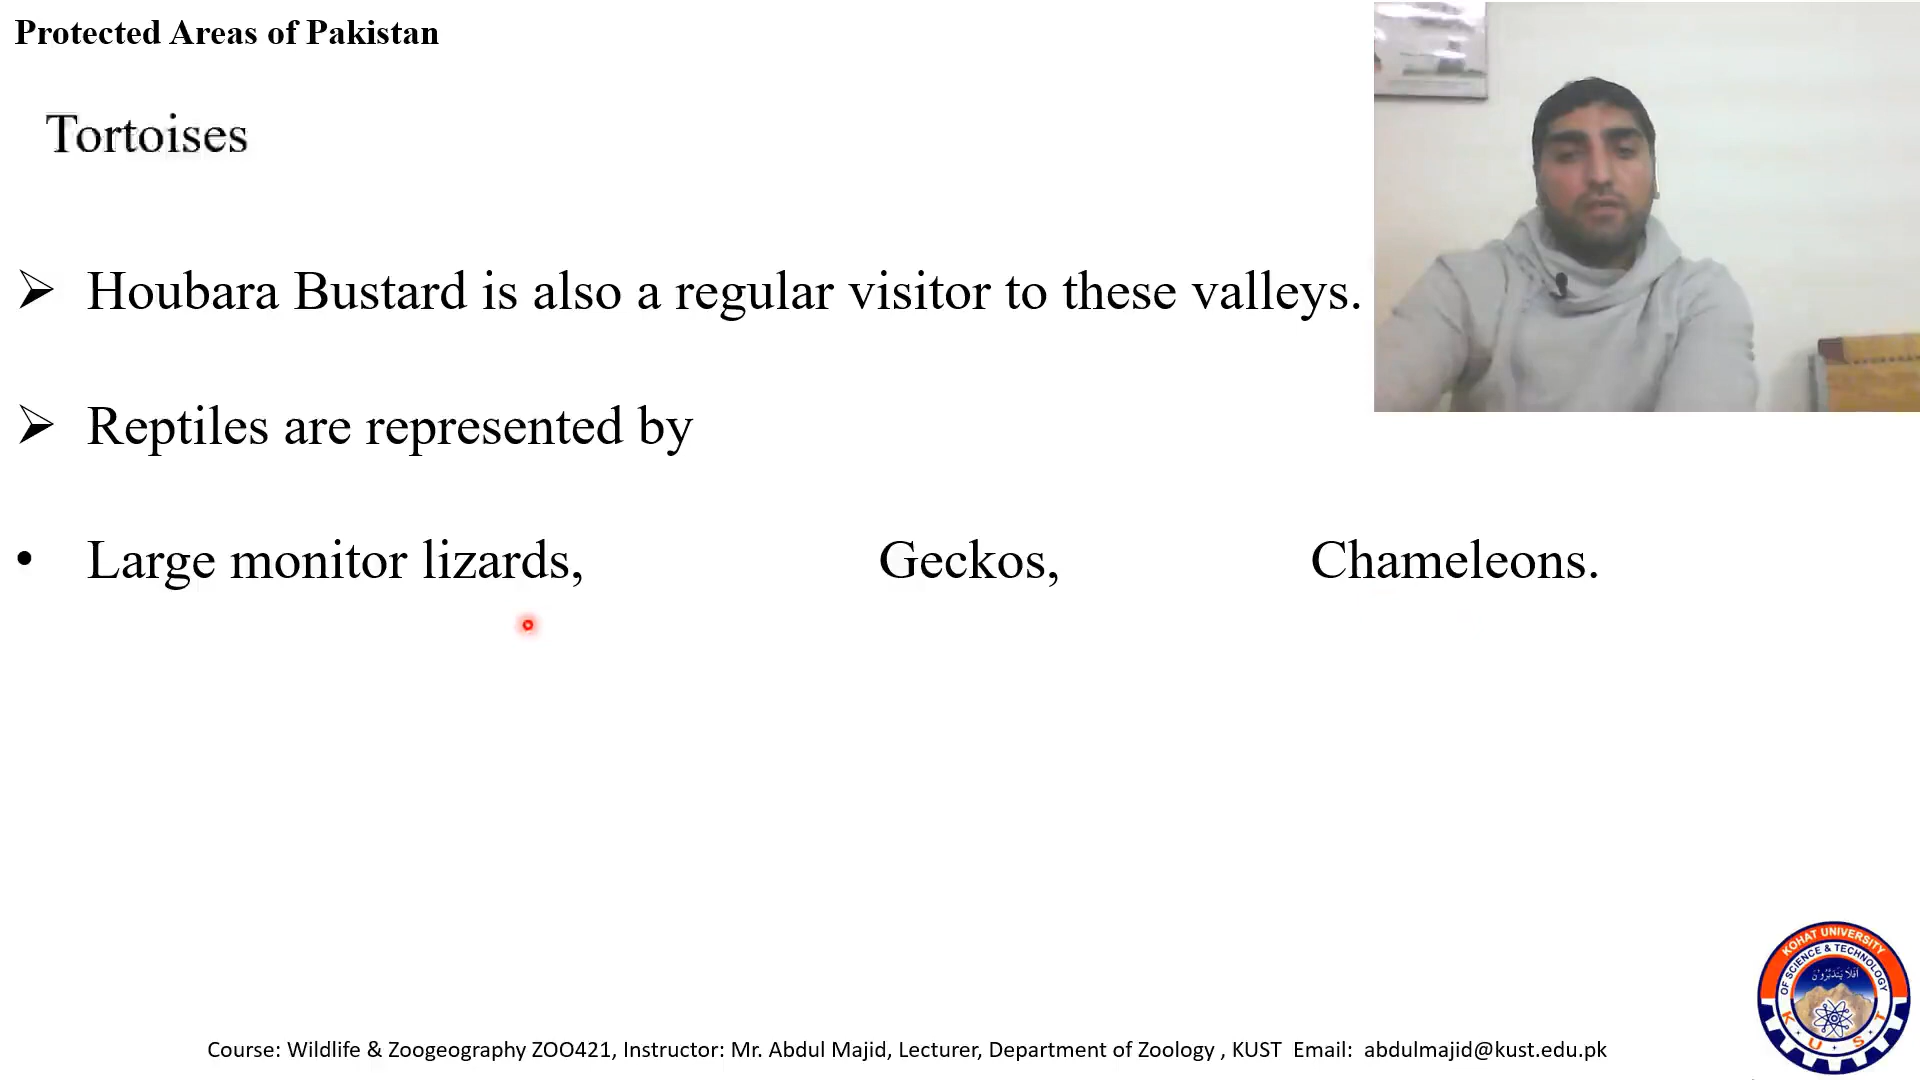 Protected Areas of Pakistan
Tortoises
➢ Houbara Bustard is also a regular visitor to these valleys.
➢ Reptiles are represented by
• Large monitor lizards, Geckos, Chameleons.
KOHAT UNIVERSITY
OF SCIENCE & TECHNOLOGY
K U S T
Course: Wildlife & Zoogeography ZOO421, Instructor: Mr. Abdul Majid, Lecturer, Department of Zoology , KUST Email: abdulmajid@kust.edu.pk